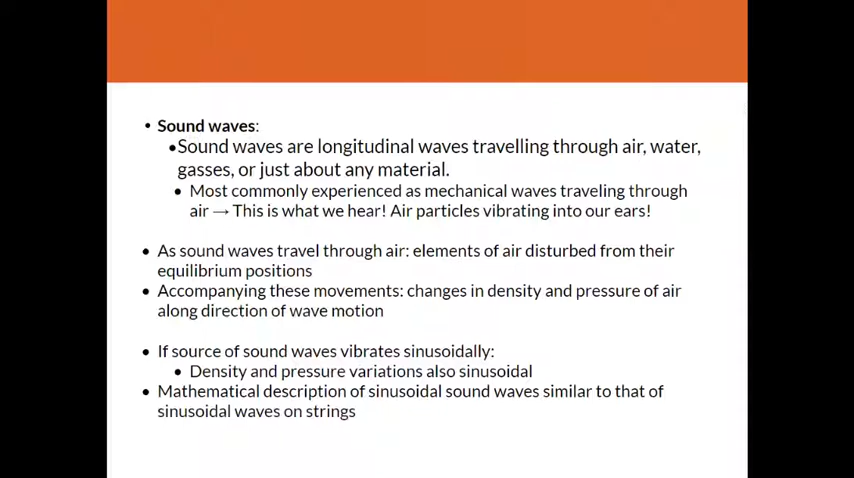 • Sound waves:
•Sound waves are longitudinal waves travelling through air, water,
gasses, or just about any material.
• Most commonly experienced as mechanical waves traveling through
air → This is what we hear! Air particles vibrating into our ears!
• As sound waves travel through air: elements of air disturbed from their
equilibrium positions
• Accompanying these movements: changes in density and pressure of air
along direction of wave motion
• If source of sound waves vibrates sinusoidally:
• Density and pressure variations also sinusoidal
• Mathematical description of sinusoidal sound waves similar to that of
sinusoidal waves on strings